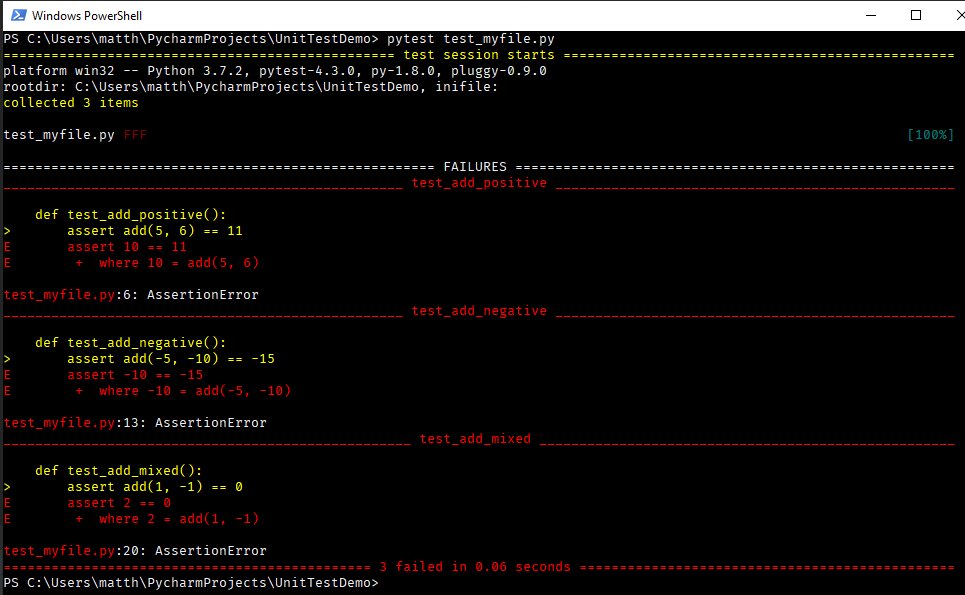 Windows PowerShell
PS C:\Users\matth\PycharmProjects\UnitTestDemo> pytest test_myfile.py
================================================= test session starts =================================================
platform win32 -- Python 3.7.2, pytest-4.3.0, py-1.8.0, pluggy-0.9.0
rootdir: C:\Users\matth\PycharmProjects\UnitTestDemo, inifile:
collected 3 items
test_myfile.py FFF [100%]
====================================================== FAILURES =======================================================
__________________________________________________ test_add_positive __________________________________________________
def test_add_positive():
> assert add(5, 6) == 11
E assert 10 == 11
E + where 10 = add(5, 6)
test_myfile.py:6: AssertionError
__________________________________________________ test_add_negative __________________________________________________
def test_add_negative():
> assert add(-5, -10) == -15
E assert -10 == -15
E + where -10 = add(-5, -10)
test_myfile.py:13: AssertionError
___________________________________________________ test_add_mixed ____________________________________________________
def test_add_mixed():
> assert add(1, -1) == 0
E assert 2 == 0
E + where 2 = add(1, -1)
test_myfile.py:20: AssertionError
============================================== 3 failed in 0.06 seconds ===============================================
PS C:\Users\matth\PycharmProjects\UnitTestDemo>